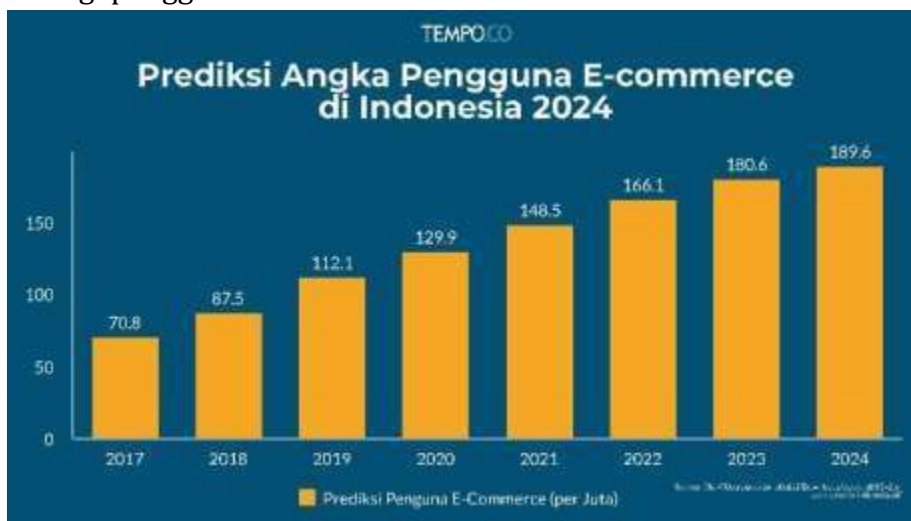 TEMPO.CO
Prediksi Angka Pengguna E-commerce
di Indonesia 2024
189.6
180.6
166.1
148.5
129.9
112.1
87.5
70.8
150
100
50
0
2017 2018 2019 2020 2021 2022 2023 2024
Prediksi Penguna E-Commerce (per Juta)